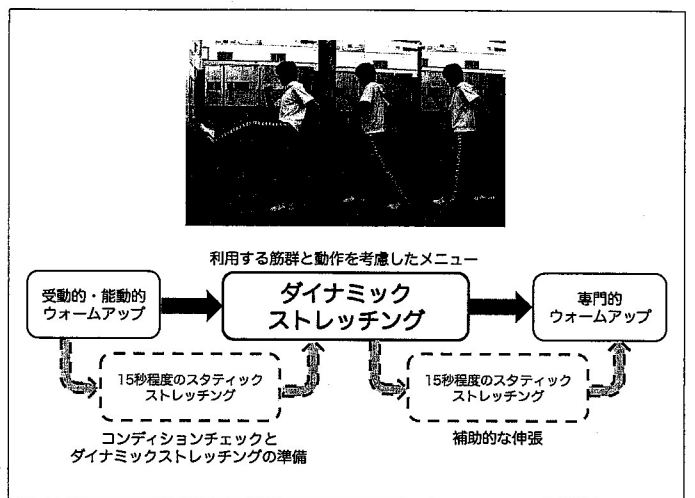 利用する筋群と動作を考慮したメニュー
受動的・能動的
ウォームアップ
ダイナミック
ストレッチング
専門的
ウォームアップ
15秒程度のスタティック
ストレッチング
コンディションチェックと
ダイナミックストレッチングの準備
15秒程度のスタティック
ストレッチング
補助的な伸張